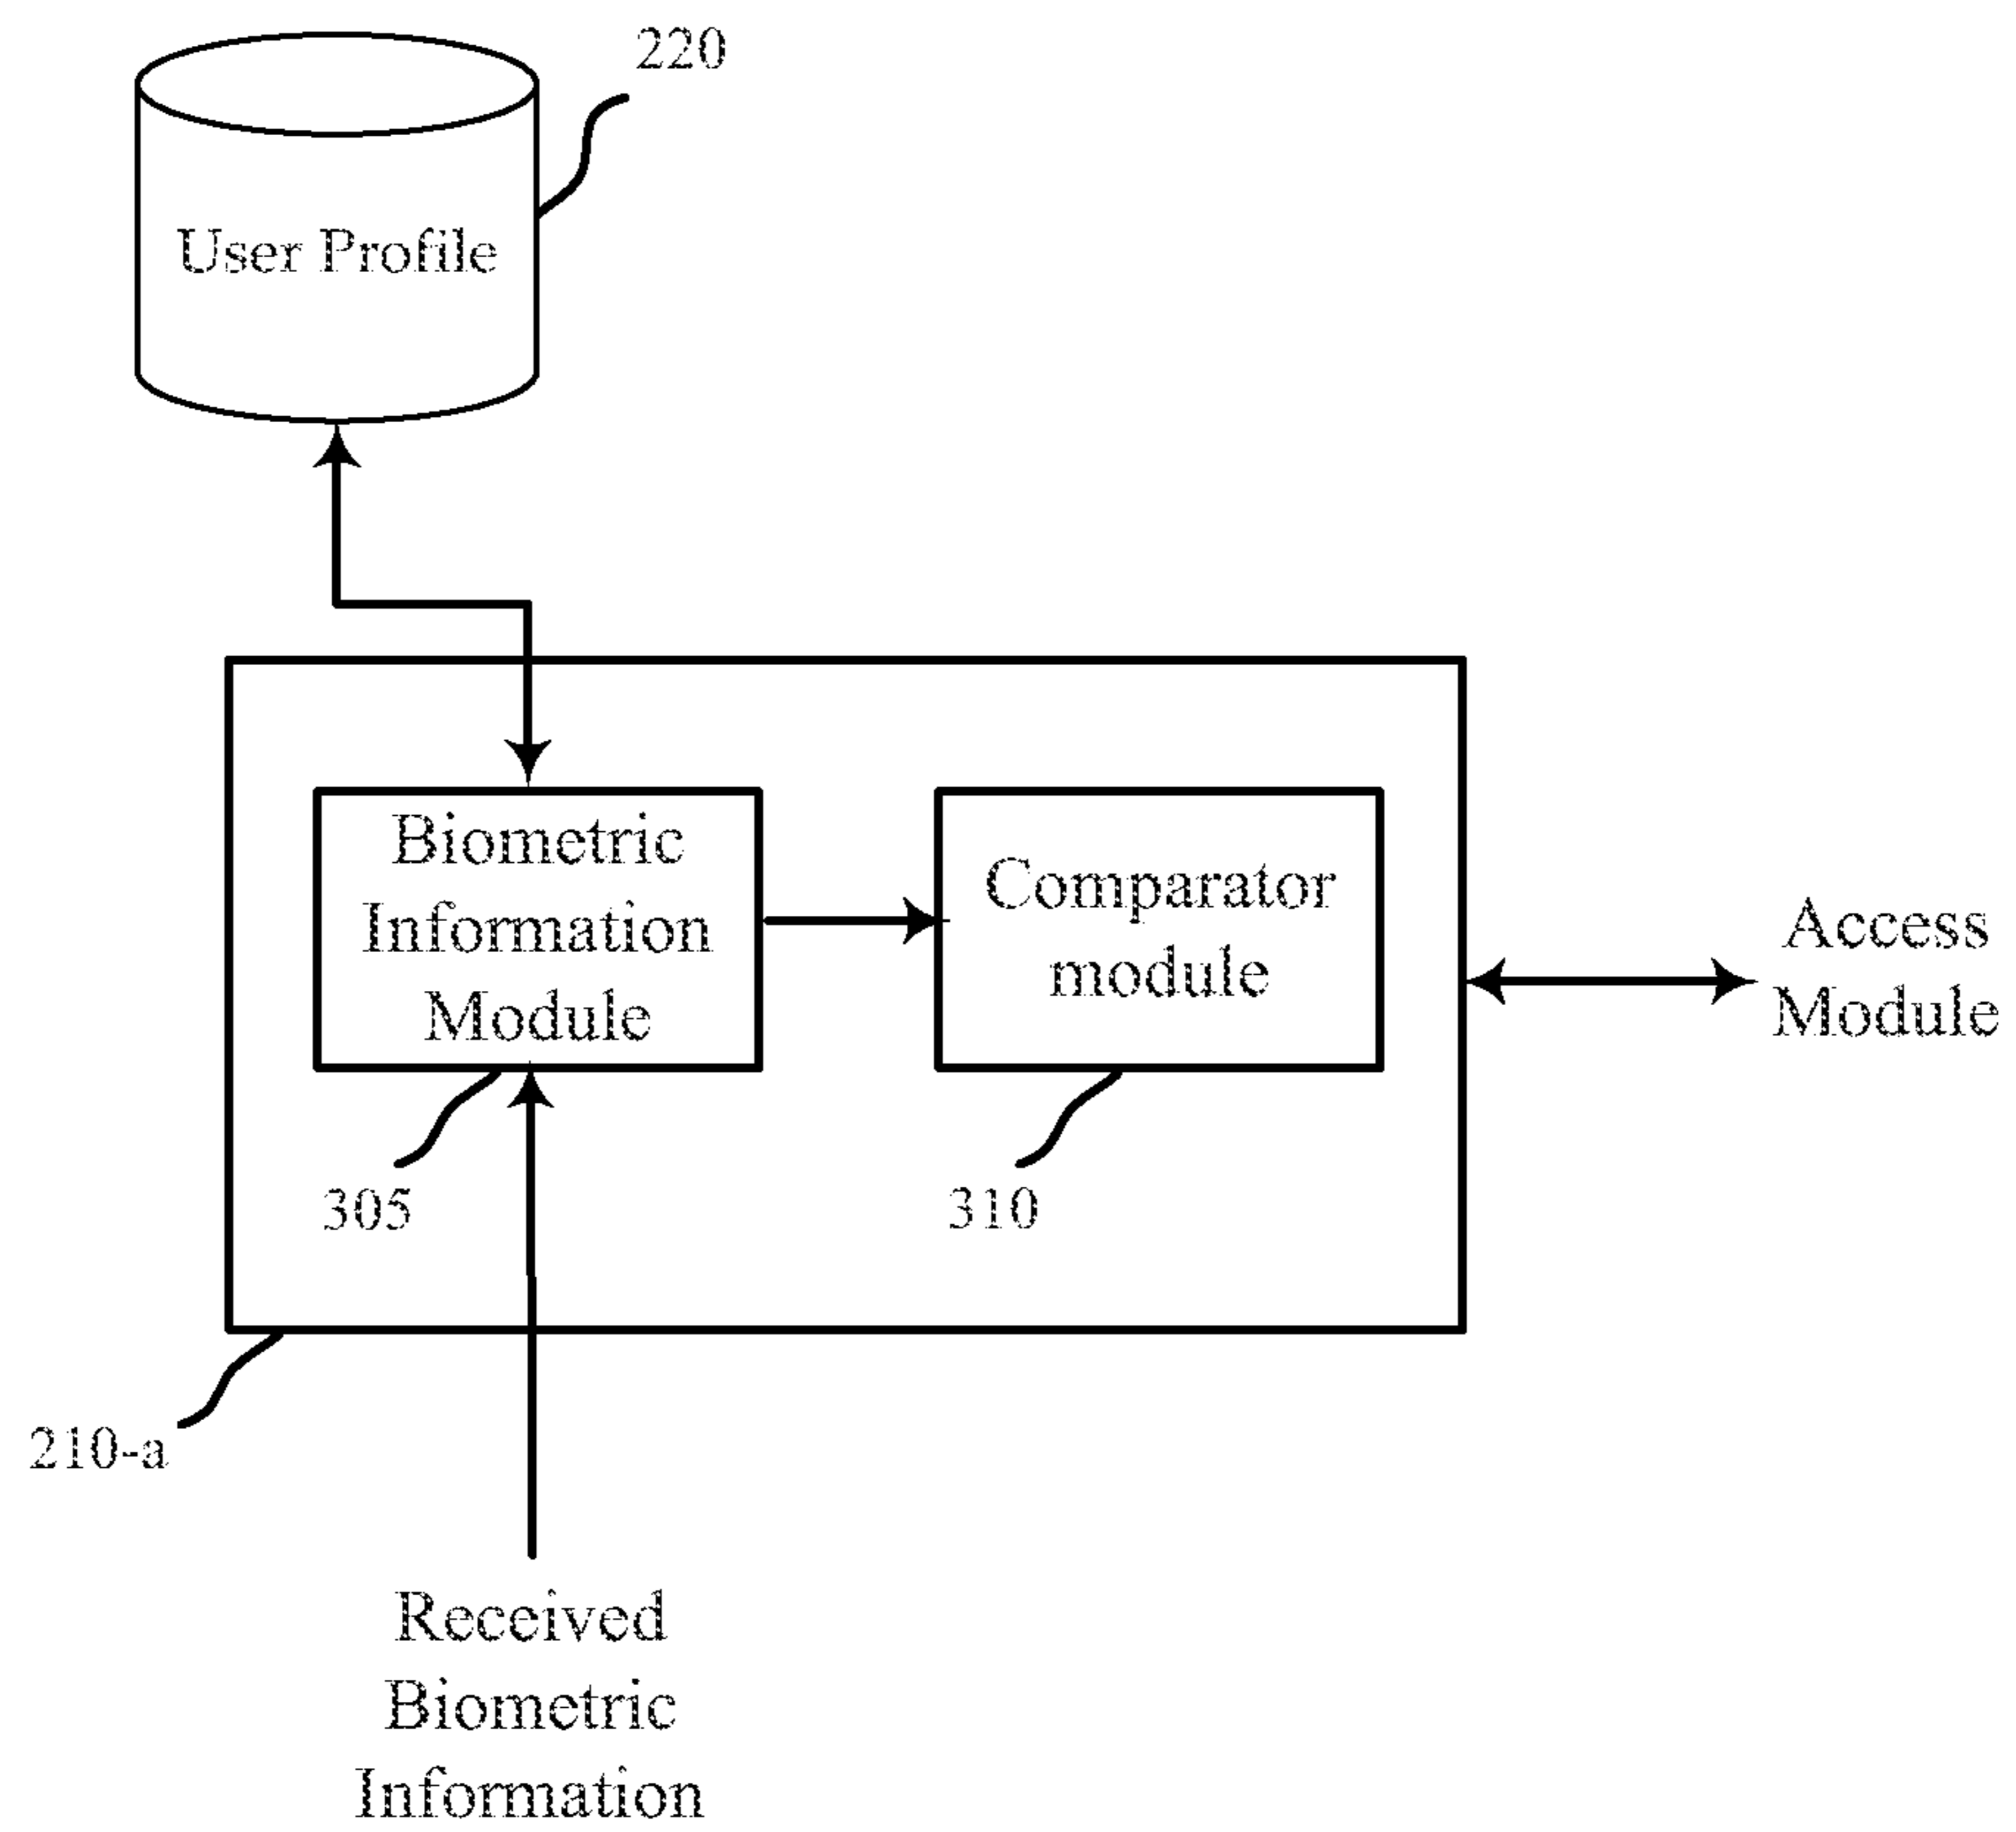 220
User Profile
Biometric
Information
Module
Comparator
module
Access
Module
305
310
210-a
Received
Biometric
Information